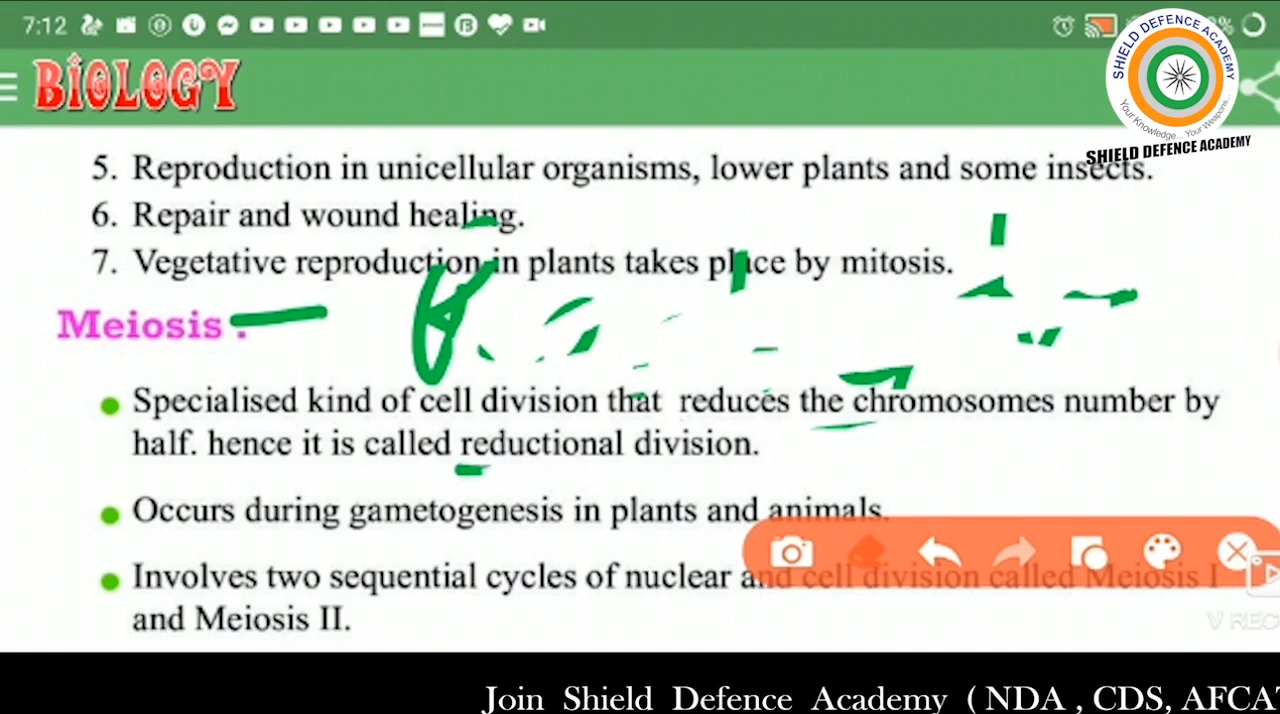 7:12
%
BIOLOGY
SHIELD DEFENCE ACADEMY
Your Knowledge... Your Weapons...
SHIELD DEFENCE ACADEMY
5. Reproduction in unicellular organisms, lower plants and some insects.
6. Repair and wound healing.
7. Vegetative reproduction in plants takes place by mitosis.
Meiosis :
Specialised kind of cell division that reduces the chromosomes number by
half. hence it is called reductional division.
Occurs during gametogenesis in plants and animals.
Involves two sequential cycles of nuclear and cell division called Meiosis I
and Meiosis II.
V REC
Join Shield Defence Academy ( NDA , CDS, AFCAT